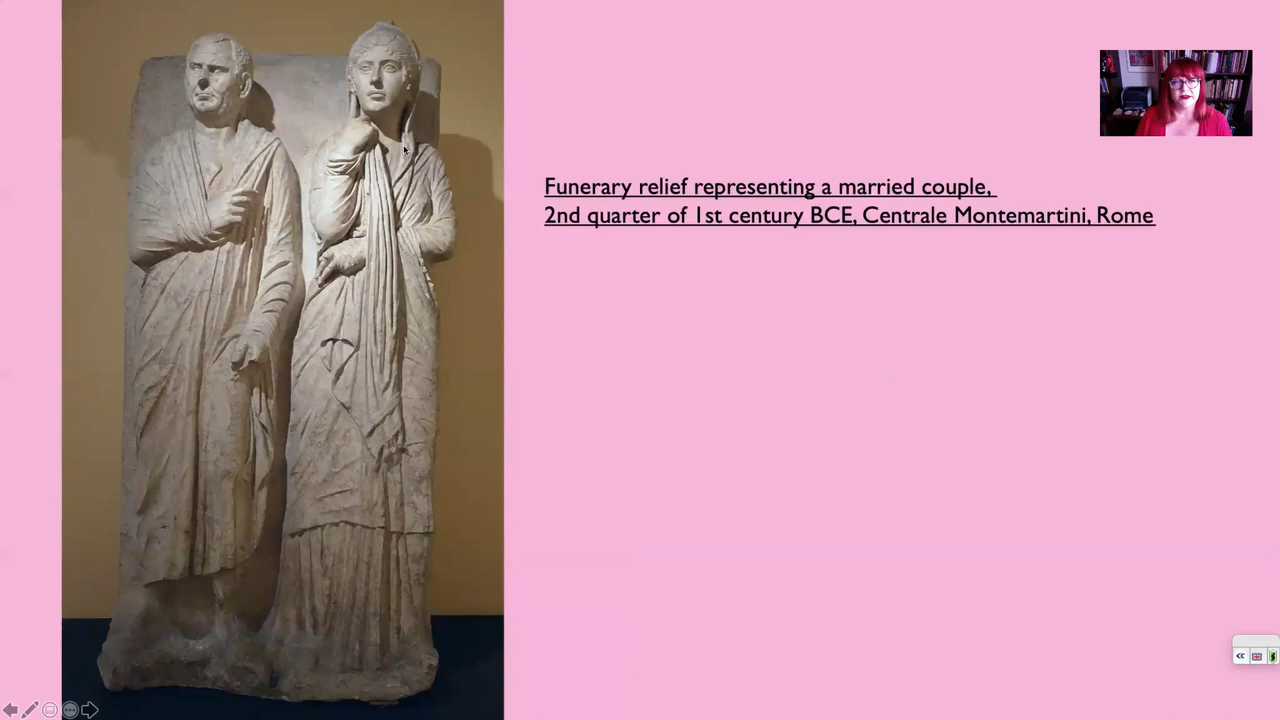 Funerary relief representing a married couple,
2nd quarter of 1st century BCE, Centrale Montemartini, Rome